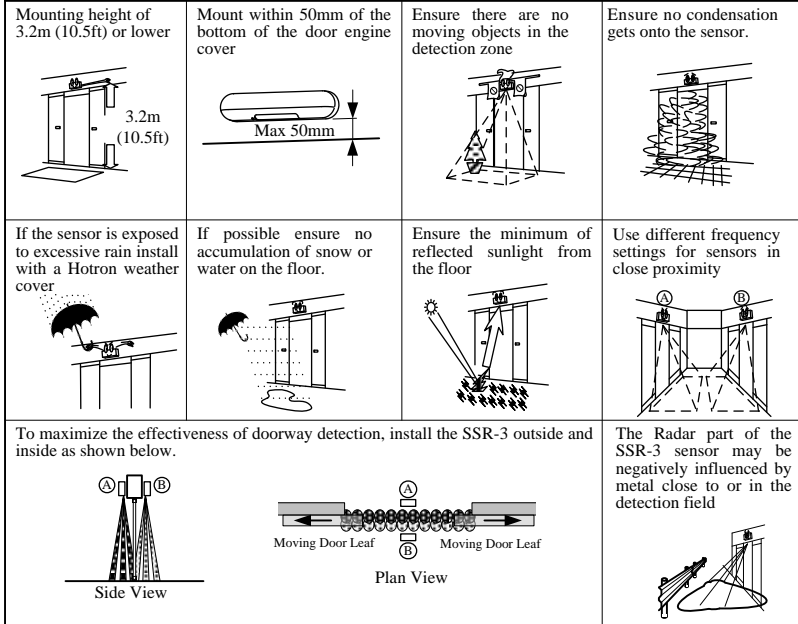 Mounting height of
3.2m (10.5ft) or lower
3.2m
(10.5ft)
Mount within 50mm of the
bottom of the door engine
cover
Max 50mm
Ensure there are no
moving objects in the
detection zone
Ensure no condensation
gets onto the sensor.
If the sensor is exposed
to excessive rain install
with a Hotron weather
cover
If possible ensure no
accumulation of snow or
water on the floor.
Ensure the minimum of
reflected sunlight from
the floor
Use different frequency
settings for sensors in
close proximity
A
B
To maximize the effectiveness of doorway detection, install the SSR-3 outside and
inside as shown below.
A
B
Side View
A
B
Moving Door Leaf
Moving Door Leaf
Plan View
The Radar part of the
SSR-3 sensor may be
negatively influenced by
metal close to or in the
detection field